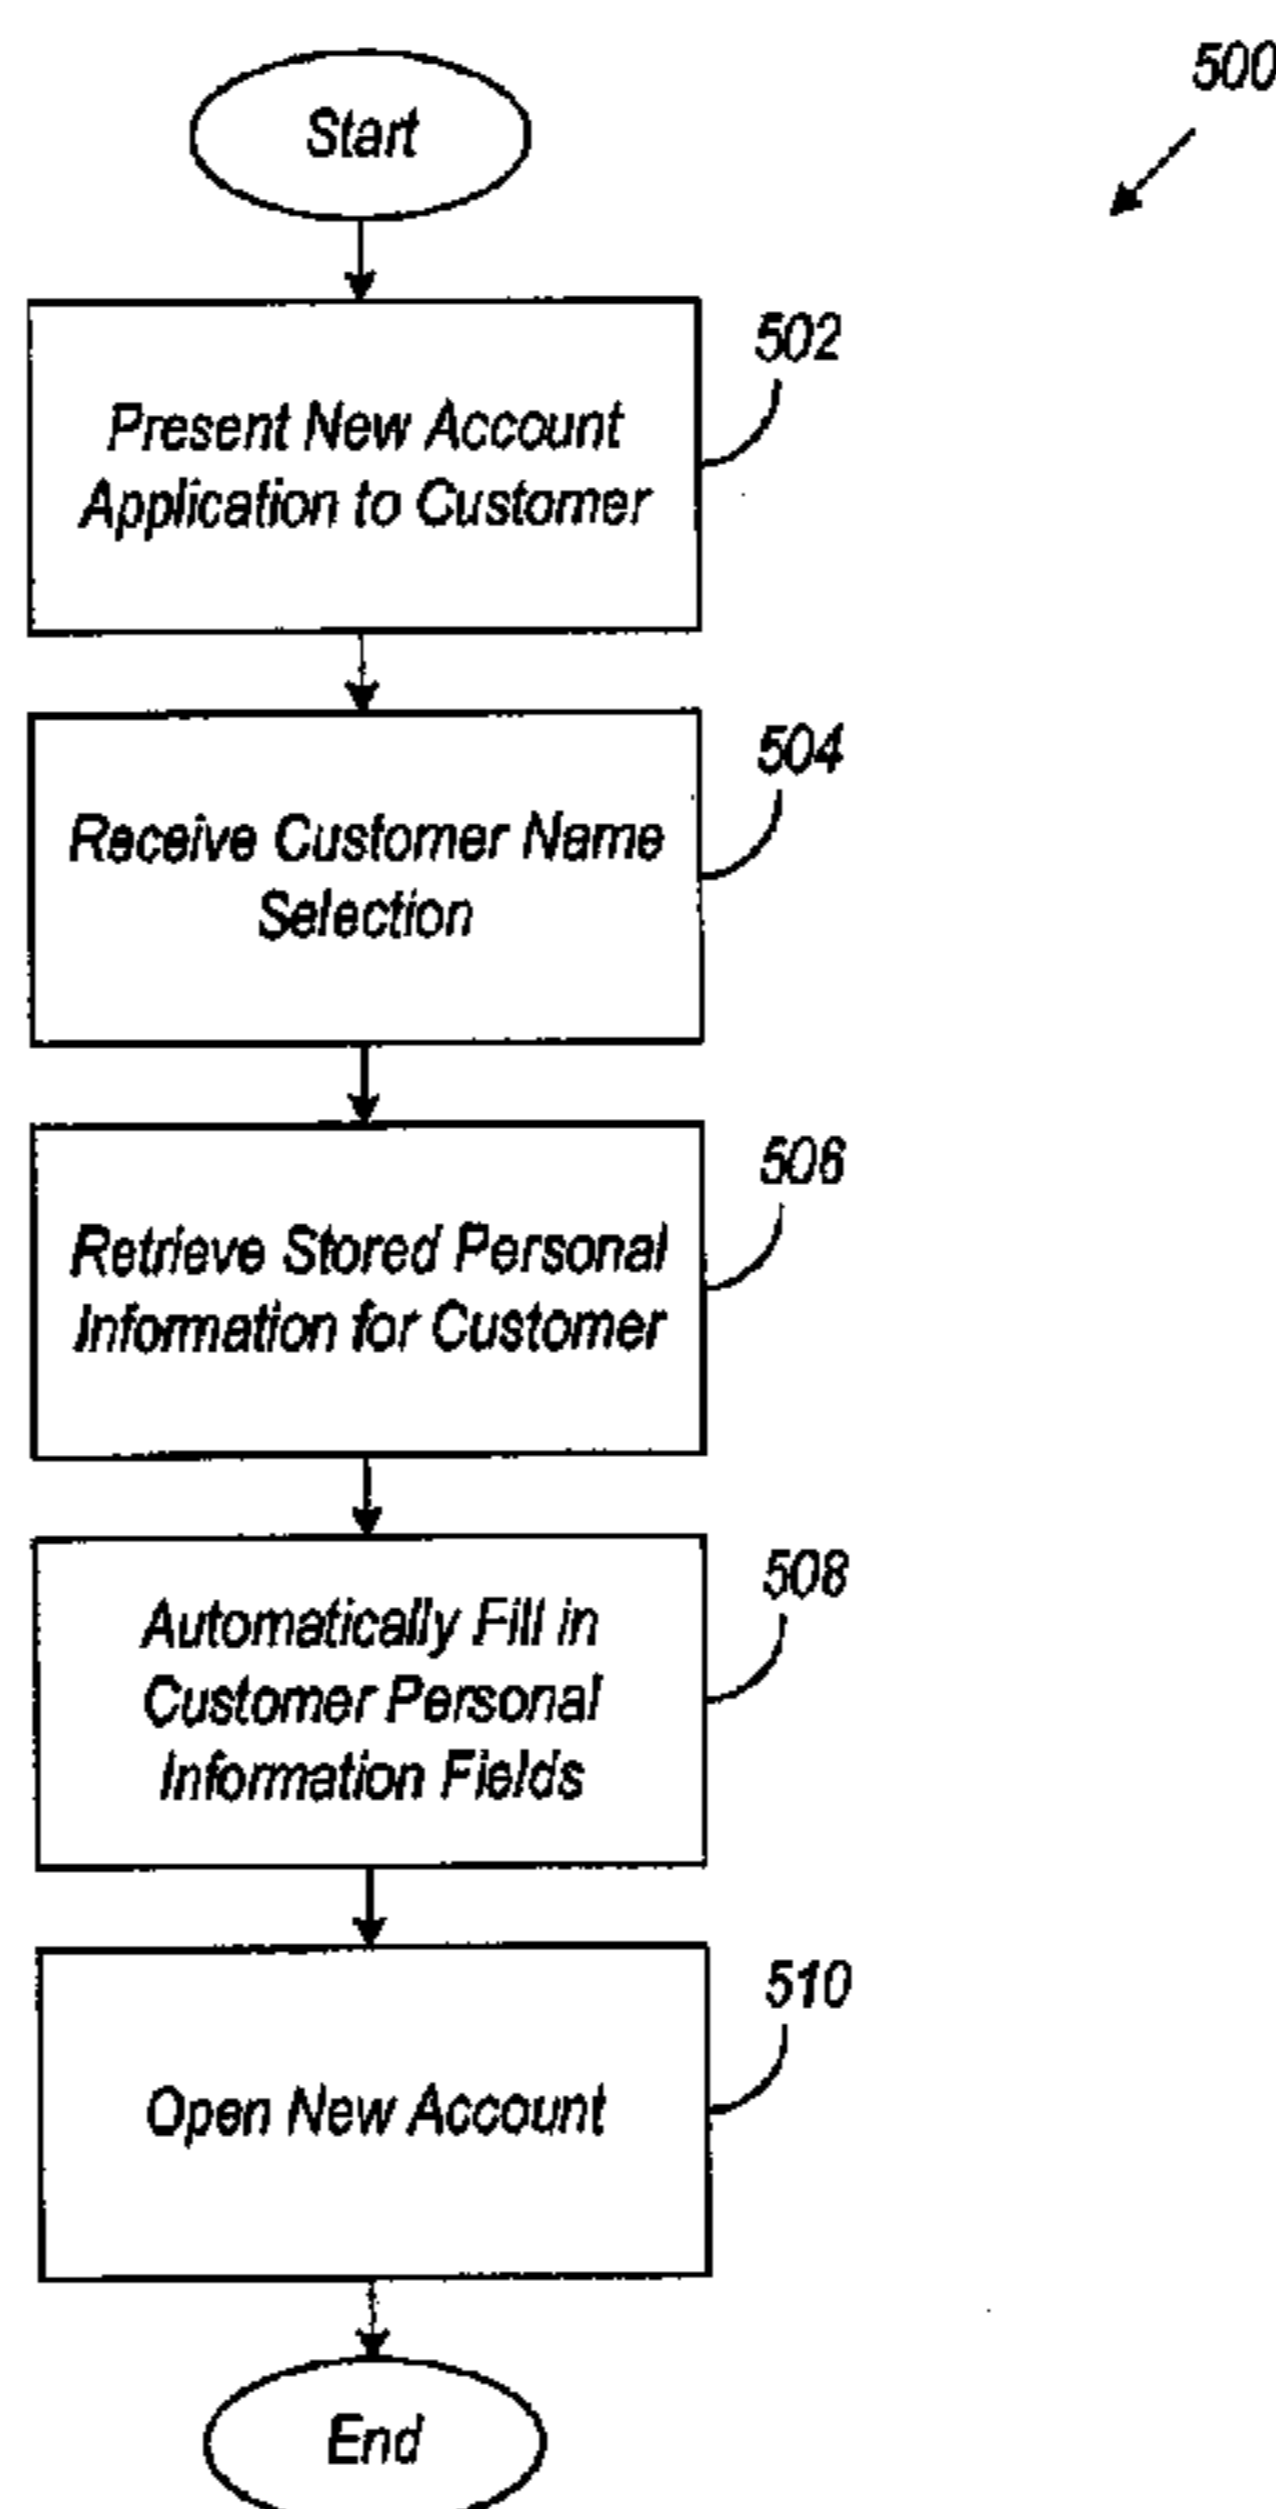 500
Start
502
Present New Account
Application to Customer
504
Receive Customer Name
Selection
506
Retrieve Stored Personal
Information for Customer
508
Automatically Fill in
Customer Personal
Information Fields
510
Open New Account
End